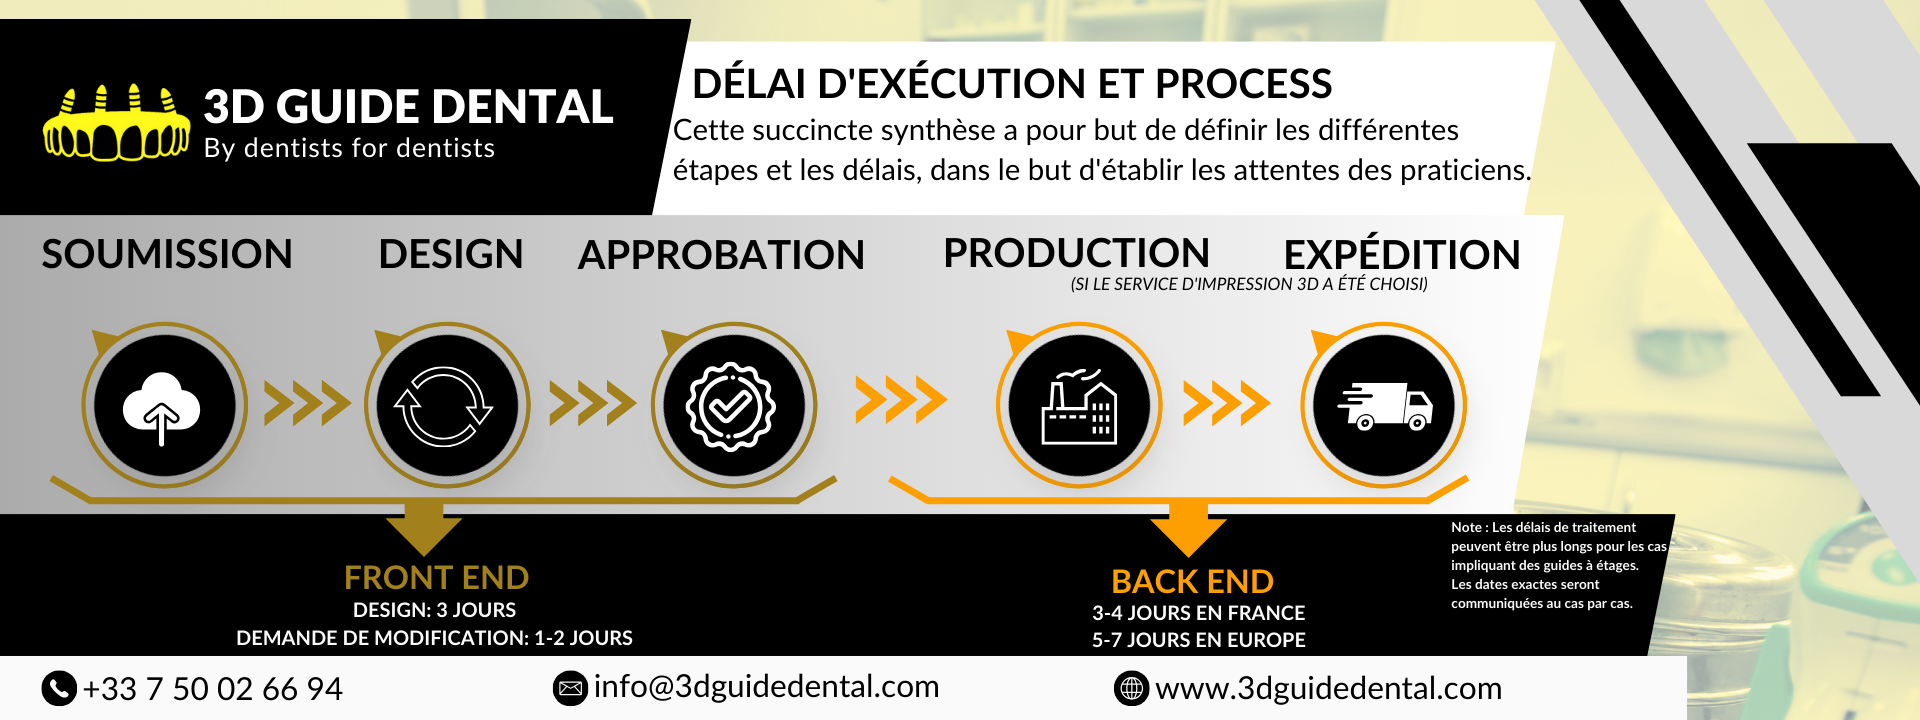 3D GUIDE DENTAL
By dentists for dentists
DÉLAI D'EXÉCUTION ET PROCESS
Cette succincte synthèse a pour but de définir les différentes
étapes et les délais, dans le but d'établir les attentes des praticiens.
SOUMISSION
DESIGN
APPROBATION
PRODUCTION
EXPÉDITION
(SI LE SERVICE D'IMPRESSION 3D A ÉTÉ CHOISI)
FRONT END
DESIGN: 3 JOURS
DEMANDE DE MODIFICATION: 1-2 JOURS
BACK END
3-4 JOURS EN FRANCE
5-7 JOURS EN EUROPE
Note : Les délais de traitement
peuvent être plus longs pour les cas
impliquant des guides à étages.
Les dates exactes seront
communiquées au cas par cas.
+33 7 50 02 66 94
info@3dguidedental.com
www.3dguidedental.com